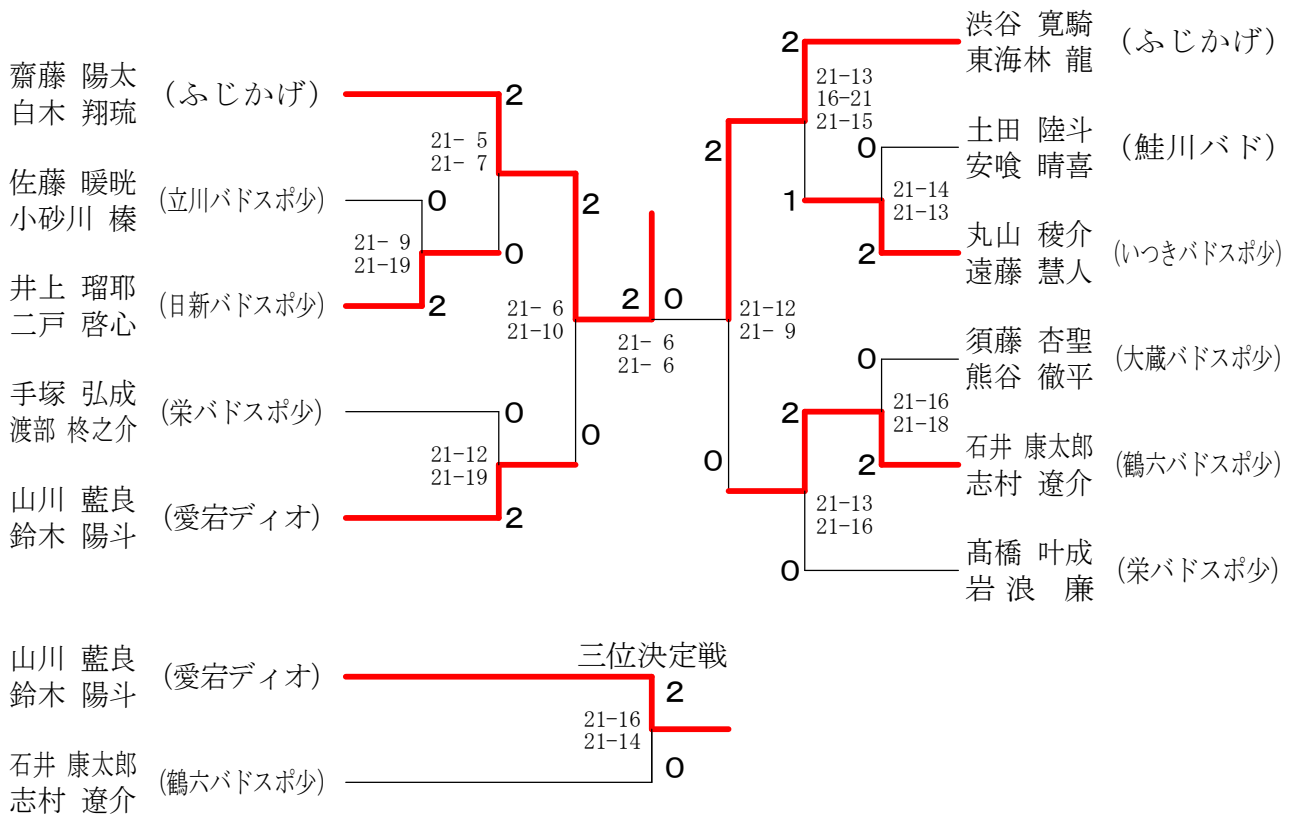 齋藤 陽太
白木 翔琉
(ふじかげ)
2
21- 5
21- 7
佐藤 暖晄
小砂川 榛
(立川バドスポ少)
0
21- 9
21-19
0
井上 瑠耶
二戸 啓心
(日新バドスポ少)
2
2
21- 6
21-10
手塚 弘成
渡部 柊之介
(栄バドスポ少)
0
0
21-12
21-19
山川 藍良
鈴木 陽斗
(愛宕ディオ)
2
2
0
21- 6
21- 6
渋谷 寛騎
東海林 龍
(ふじかげ)
2
21-13
16-21
21-15
2
土田 陸斗
安喰 晴喜
(鮭川バド)
0
21-14
21-13
1
丸山 稜介
遠藤 慧人
(いつきバドスポ少)
2
21-12
21- 9
須藤 杏聖
熊谷 徹平
(大蔵バドスポ少)
0
21-16
21-18
2
0
石井 康太郎
志村 遼介
(鶴六バドスポ少)
2
21-13
21-16
髙橋 叶成
岩浪 廉
(栄バドスポ少)
0
三位決定戦
山川 藍良
鈴木 陽斗
(愛宕ディオ)
2
21-16
21-14
石井 康太郎
志村 遼介
(鶴六バドスポ少)
0